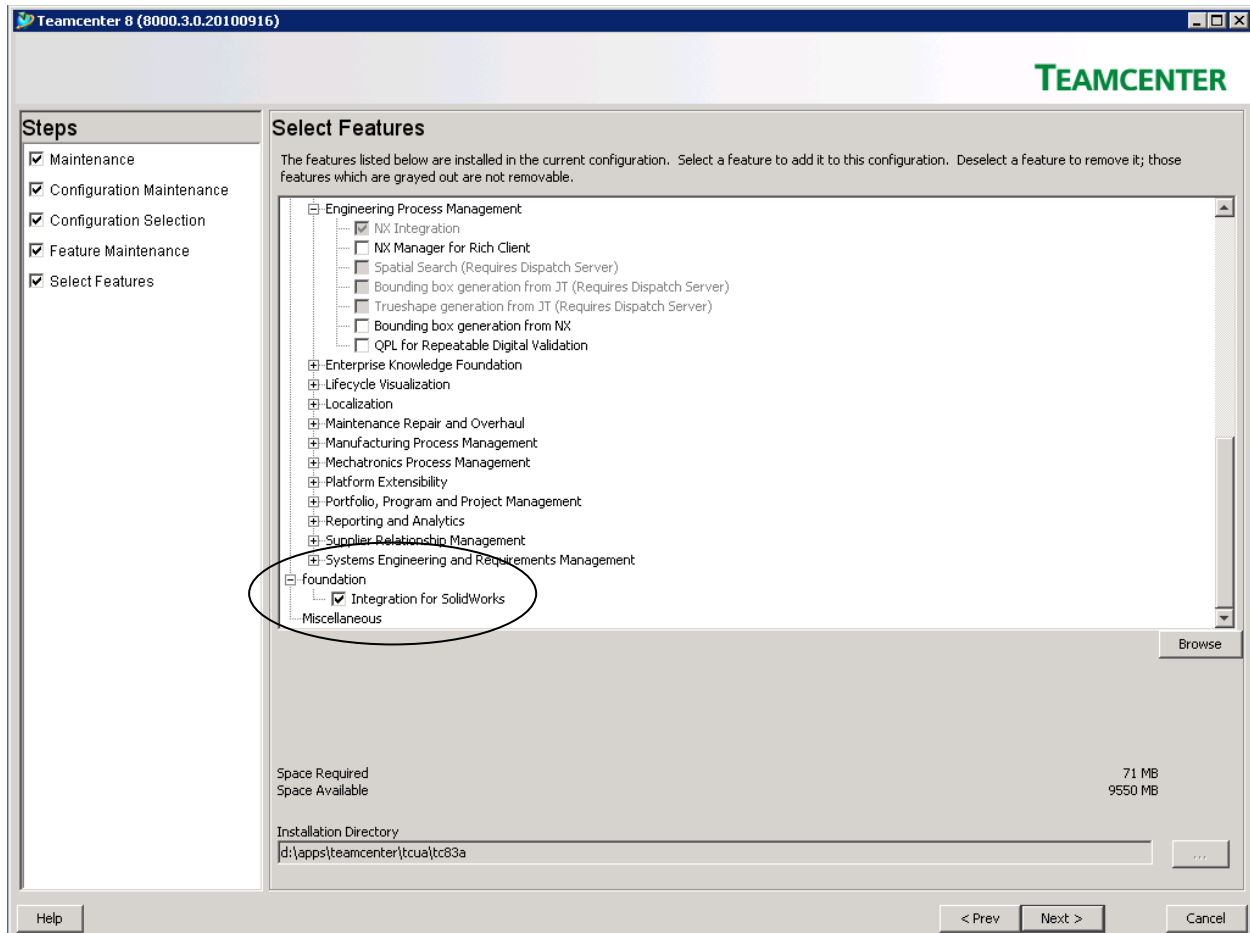 Teamcenter 8 (8000.3.0.20100916)
TEAMCENTER
Steps
Maintenance
Configuration Maintenance
Configuration Selection
Feature Maintenance
Select Features
Select Features
The features listed below are installed in the current configuration. Select a feature to add it to this configuration. Deselect a feature to remove it; those
features which are grayed out are not removable.
Engineering Process Management
NX Integration
NX Manager for Rich Client
Spatial Search (Requires Dispatch Server)
Bounding box generation from JT (Requires Dispatch Server)
Trueshape generation from JT (Requires Dispatch Server)
Bounding box generation from NX
QPL for Repeatable Digital Validation
Enterprise Knowledge Foundation
Lifecycle Visualization
Localization
Maintenance Repair and Overhaul
Manufacturing Process Management
Mechatronics Process Management
Platform Extensibility
Portfolio, Program and Project Management
Reporting and Analytics
Supplier Relationship Management
Systems Engineering and Requirements Management
foundation
Integration for SolidWorks
Miscellaneous
Browse
Space Required 71 MB
Space Available 9550 MB
Installation Directory
d:\apps\teamcenter\tcua\tc83a
...
Help
< Prev
Next >
Cancel